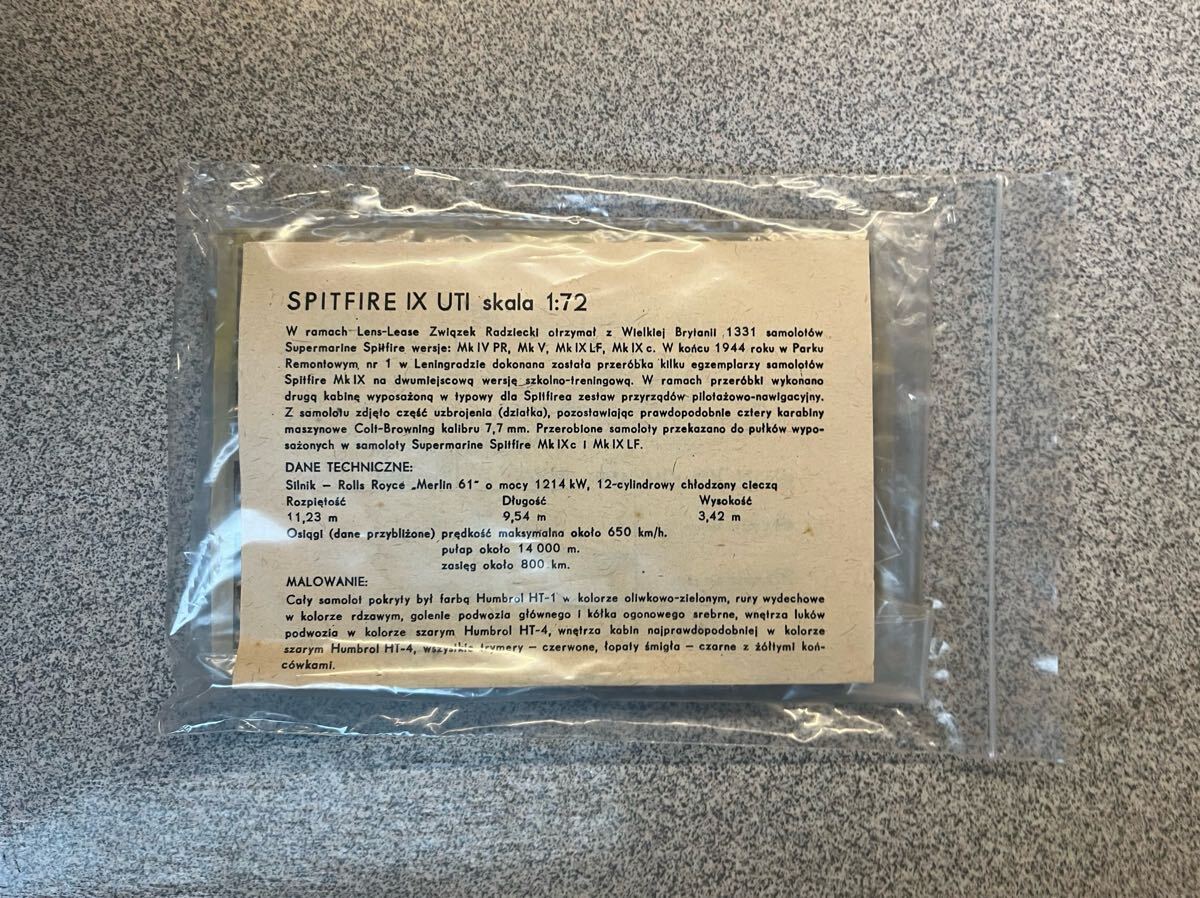 SPITFIRE IX UTI skala 1:72
W ramach Lens-Lease Związek Radziecki otrzymał z Wielkiej Brytanii 1331 samolotów
Supermarine Spitfire wersje: Mk IV PR, Mk V, Mk IX LF, Mk IX c. W końcu 1944 roku w Parku
Remontowym nr 1 w Leningradzie dokonana została przeróbka kilku egzemplarzy samolotów
Spitfire Mk IX na dwumiejscową wersję szkolno-treningową. W ramach przeróbki wykonano
drugą kabinę wyposażoną w typowy dla Spitfirea zestaw przyrządów pilotażowo-nawigacyjny.
Z samolotu zdjęto część uzbrojenia (działka), pozostawiając prawdopodobnie cztery karabiny
maszynowe Colt-Browning kalibru 7,7 mm. Przerobione samoloty przekazano do pułków wypo-
sażonych w samoloty Supermarine Spitfire Mk IXc i Mk IX LF.
DANE TECHNICZNE:
Silnik — Rolls Royce „Merlin 61" o mocy 1214 kW, 12-cylindrowy chłodzony cieczą
Rozpiętość Długość Wysokość
11,23 m 9,54 m 3,42 m
Osiągi (dane przybliżone) prędkość maksymalna około 650 km/h.
pułap około 14 000 m.
zasięg około 800 km.
MALOWANIE:
Cały samolot pokryty był farbą Humbrol HT-1 w kolorze oliwkowo-zielonym, rury wydechowe
w kolorze rdzawym, golenie podwozia głównego i kółka ogonowego srebrne, wnętrza luków
podwozia w kolorze szarym Humbrol HT-4, wnętrza kabin najprawdopodobniej w kolorze
szarym Humbrol HT-4, wszystkie trymery — czerwone, łopaty śmigła — czarne z żółtymi koń-
cówkami.